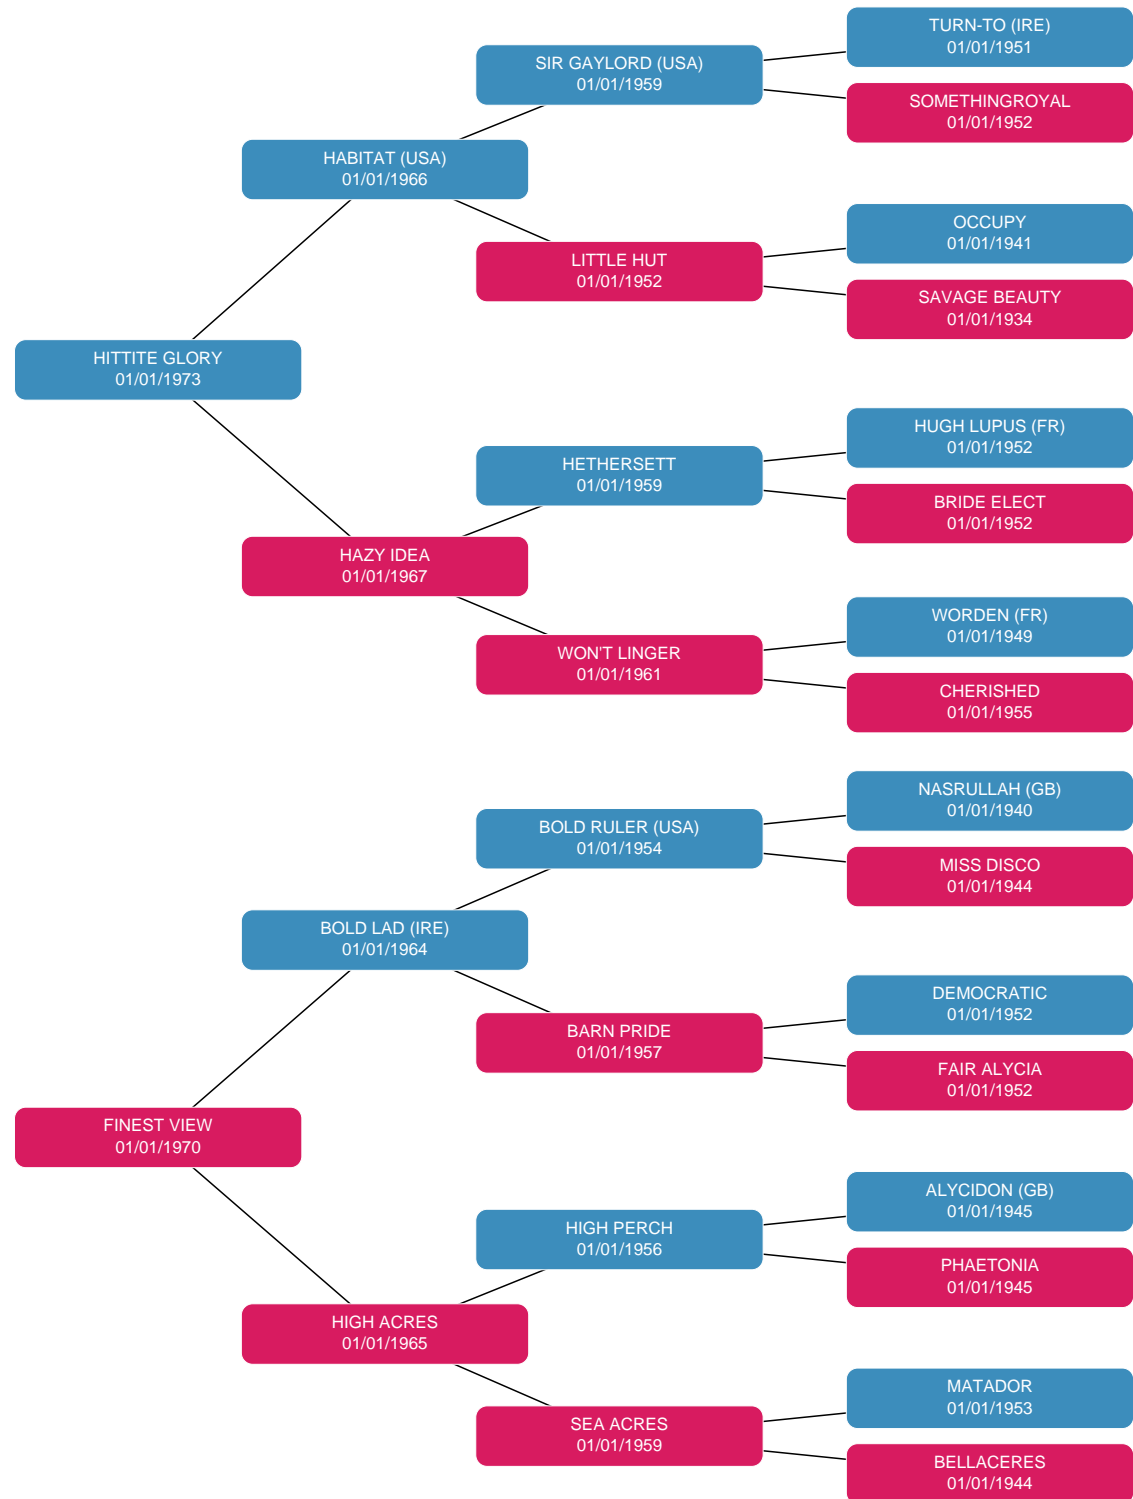 TURN-TO (IRE)
01/01/1951
SIR GAYLORD (USA)
01/01/1959
SOMETHINGROYAL
01/01/1952
HABITAT (USA)
01/01/1966
OCCUPY
01/01/1941
LITTLE HUT
01/01/1952
SAVAGE BEAUTY
01/01/1934
HITTITE GLORY
01/01/1973
HUGH LUPUS (FR)
01/01/1952
HETHERSETT
01/01/1959
BRIDE ELECT
01/01/1952
HAZY IDEA
01/01/1967
WORDEN (FR)
01/01/1949
WON'T LINGER
01/01/1961
CHERISHED
01/01/1955
NASRULLAH (GB)
01/01/1940
BOLD RULER (USA)
01/01/1954
MISS DISCO
01/01/1944
BOLD LAD (IRE)
01/01/1964
DEMOCRATIC
01/01/1952
BARN PRIDE
01/01/1957
FAIR ALYCIA
01/01/1952
FINEST VIEW
01/01/1970
ALYCIDON (GB)
01/01/1945
HIGH PERCH
01/01/1956
PHAETONIA
01/01/1945
HIGH ACRES
01/01/1965
MATADOR
01/01/1953
SEA ACRES
01/01/1959
BELLACERES
01/01/1944